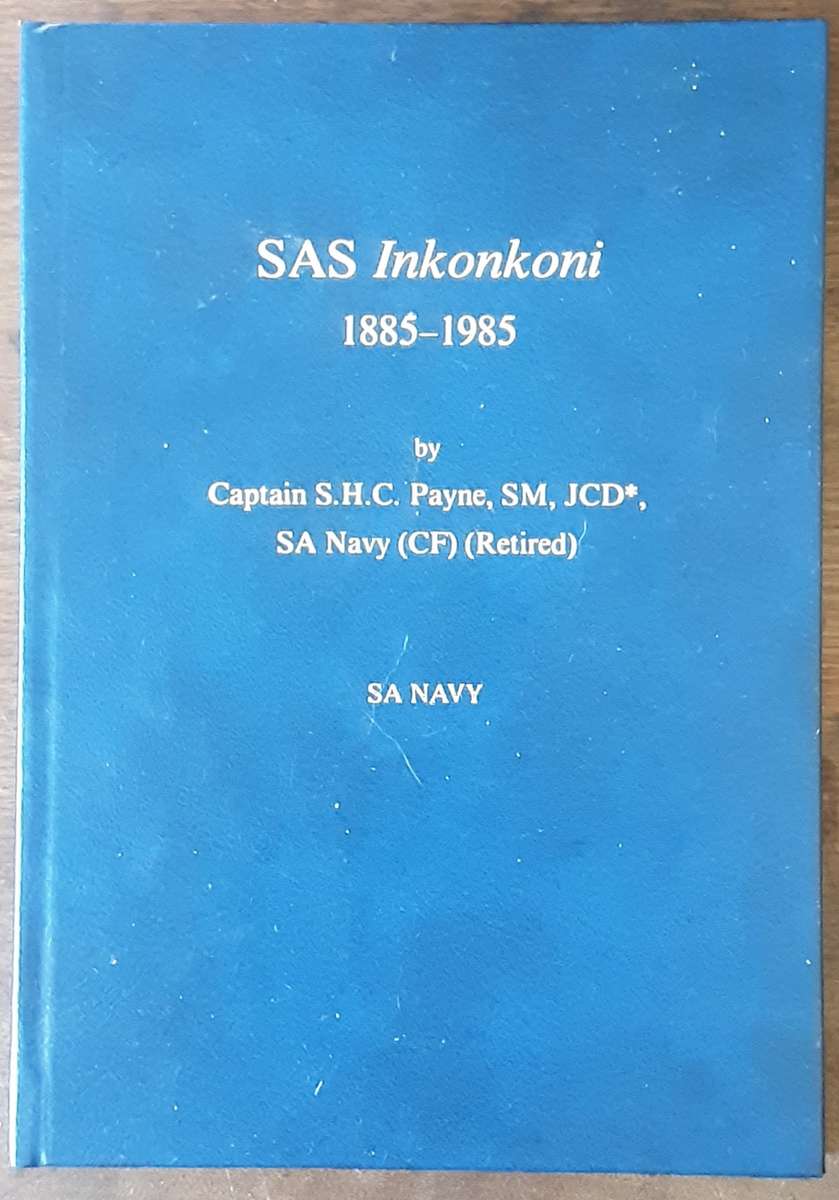 SAS Inkonkoni
1885–1985
by
Captain S.H.C. Payne, SM, JCD*,
SA Navy (CF) (Retired)
SA NAVY